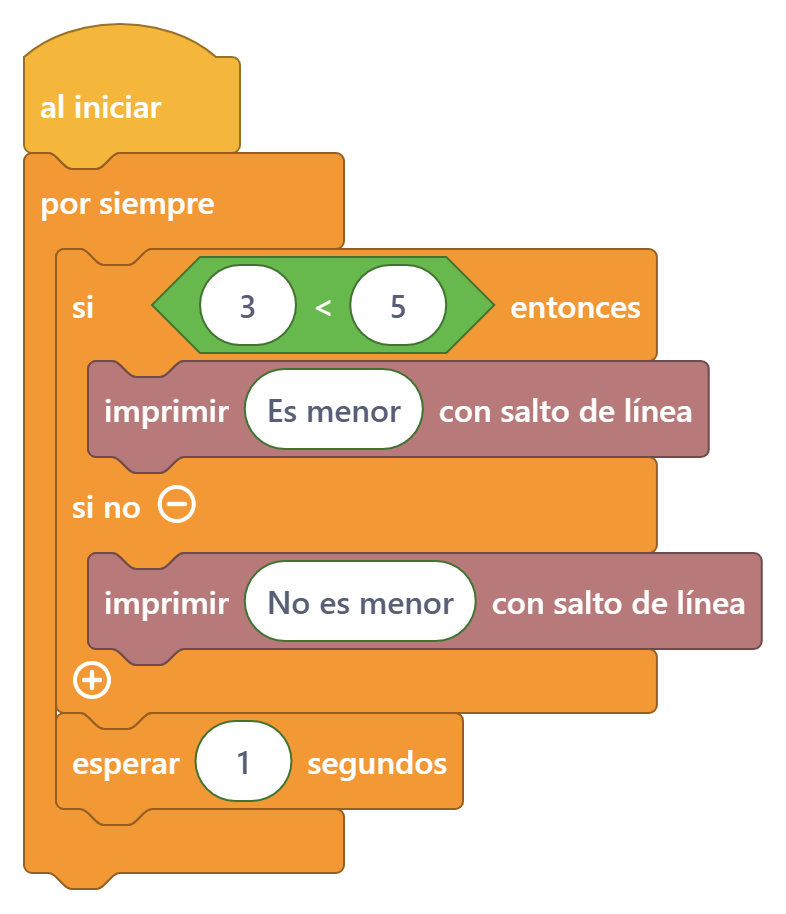 al iniciar
por siempre
si 3 < 5 entonces
imprimir Es menor con salto de línea
si no
imprimir No es menor con salto de línea
esperar 1 segundos